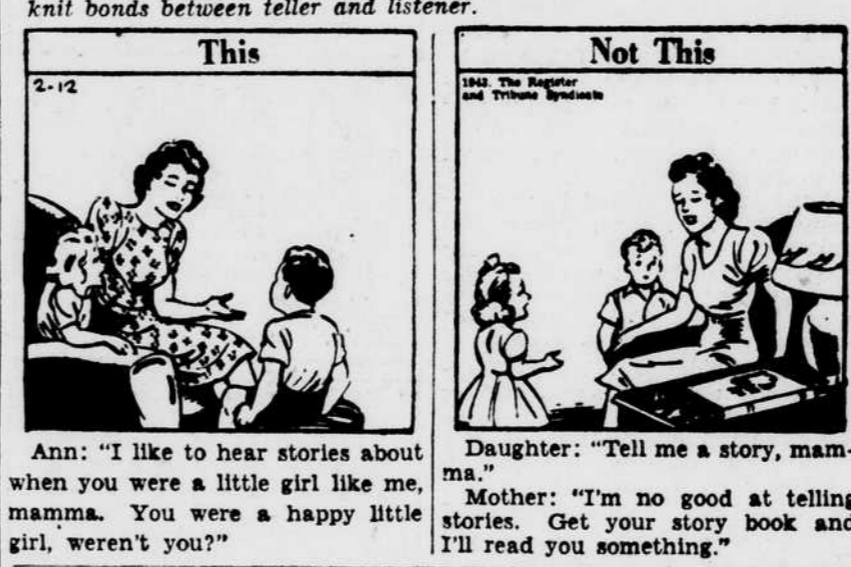 knit bonds between teller and listener.
This
2-12
Ann: "I like to hear stories about
when you were a little girl like me,
mamma. You were a happy little
girl, weren't you?"
Not This
1943. The Register
and Tribune Syndicate
Daughter: "Tell me a story, mam-
ma."
Mother: "I'm no good at telling
stories. Get your story book and
I'll read you something."